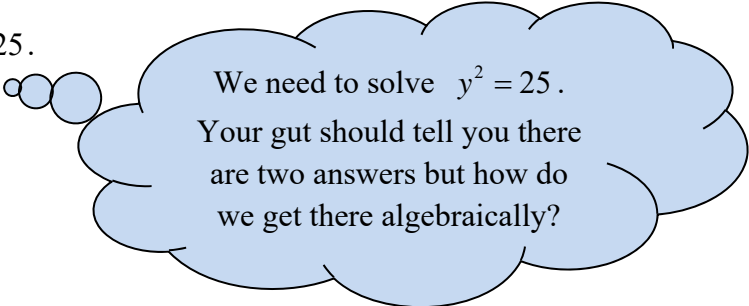 25.
We need to solve y² = 25.
Your gut should tell you there
are two answers but how do
we get there algebraically?